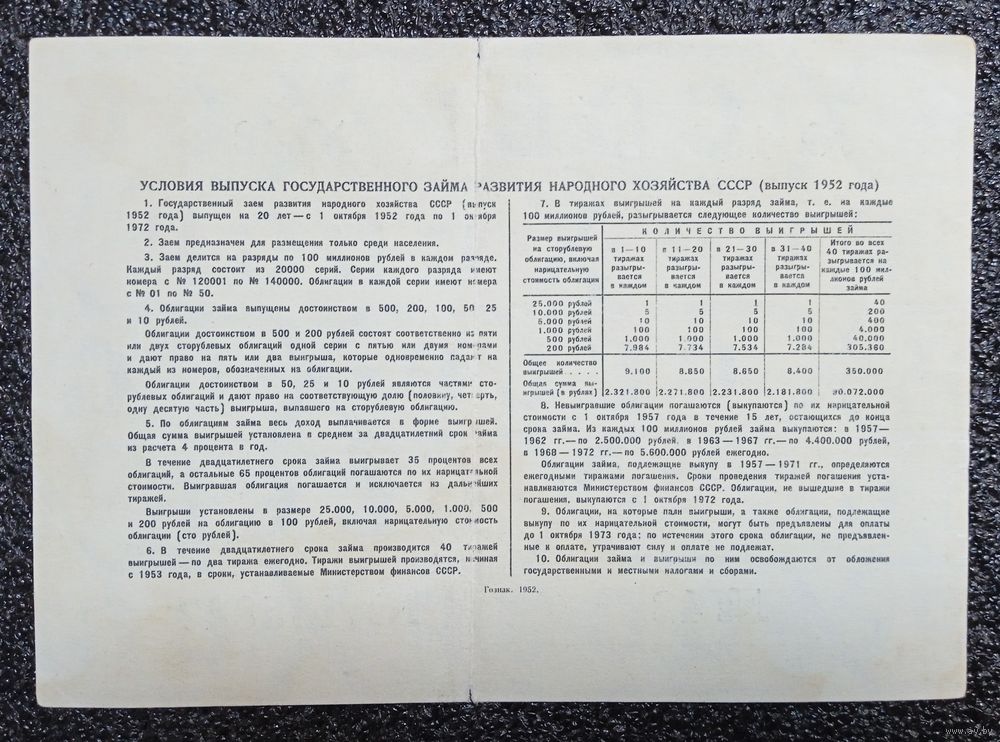 УСЛОВИЯ ВЫПУСКА ГОСУДАРСТВЕННОГО ЗАЙМА РАЗВИТИЯ НАРОДНОГО ХОЗЯЙСТВА СССР (выпуск 1952 года)
1. Государственный заем развития народного хозяйства СССР (выпуск
1952 года) выпущен на 20 лет — с 1 октября 1952 года по 1 октября
1972 года.
2. Заем предназначен для размещения только среди населения.
3. Заем делится на разряды по 100 миллионов рублей в каждом разряде.
Каждый разряд состоит из 20000 серий. Серии каждого разряда имеют
номера с № 120001 по № 140000. Облигации в каждой серии имеют номера
с № 01 по № 50.
4. Облигации займа выпущены достоинством в 500, 200, 100, 50, 25
и 10 рублей.
Облигации достоинством в 500 и 200 рублей состоят соответственно из пяти
или двух сторублевых облигаций одной серии с пятью или двумя номерами
и дают право на пять или два выигрыша, которые одновременно падают на
каждый из номеров, обозначенных на облигации.
Облигации достоинством в 50, 25 и 10 рублей являются частями сто-
рублевых облигаций и дают право на соответствующую долю (половину, четверть,
одну десятую часть) выигрыша, выпавшего на сторублевую облигацию.
5. По облигациям займа весь доход выплачивается в форме выигрышей.
Общая сумма выигрышей установлена в среднем за двадцатилетний срок займа
из расчета 4 процента в год.
В течение двадцатилетнего срока займа выигрывает 35 процентов всех
облигаций, а остальные 65 процентов облигаций погашаются по их нарицательной
стоимости. Выигравшая облигация погашается и исключается из дальнейших
тиражей.
Выигрыши установлены в размере 25.000, 10.000, 5.000, 1.000, 500
и 200 рублей на облигацию в 100 рублей, включая нарицательную стоимость
облигации (сто рублей).
6. В течение двадцатилетнего срока займа производится 40 тиражей
выигрышей — по два тиража ежегодно. Тиражи выигрышей производятся, начиная
с 1953 года, в сроки, устанавливаемые Министерством финансов СССР.
7. В тиражах выигрышей на каждый разряд займа, т. е. на каждые
100 миллионов рублей, разыгрывается следующее количество выигрышей:
КОЛИЧЕСТВО ВЫИГРЫШЕЙ
Размер выигрышей на сторублевую облигацию, включая нарицательную стоимость облигации | в 1—10 тиражах разыгры-вается в каждом | в 11—20 тиражах разыгры-вается в каждом | в 21—30 тиражах разыгры-вается в каждом | в 31—40 тиражах разыгры-вается в каждом | Итого во всех 40 тиражах ра-зыгрывается на каждые 100 мил-лионов рублей займа
25.000 рублей 1 1 1 1 40
10.000 рублей 5 5 5 5 200
5.000 рублей 10 10 10 10 400
1.000 рублей 100 100 100 100 4.000
500 рублей 1.000 1.000 1.000 1.000 40.000
200 рублей 7.984 7.734 7.534 7.284 305.360
Общее количество
выигрышей . . . . . 9.100 8.850 8.650 8.400 350.000
Общая сумма вы-
игрышей (в рублях) 2.321.800 2.271.800 2.231.800 2.181.800 90.072.000
8. Невыигравшие облигации погашаются (выкупаются) по их нарицательной
стоимости с 1 октября 1957 года в течение 15 лет, остающихся до конца
срока займа. Из каждых 100 миллионов рублей займа выкупаются: в 1957—
1962 гг.— по 2.500.000 рублей, в 1963 — 1967 гг.— по 4.400.000 рублей,
в 1968 — 1972 гг.— по 5.600.000 рублей ежегодно.
Облигации займа, подлежащие выкупу в 1957 — 1971 гг., определяются
ежегодными тиражами погашения. Сроки проведения тиражей погашения уста-
навливаются Министерством финансов СССР. Облигации, не вышедшие в тиражи
погашения, выкупаются с 1 октября 1972 года.
9. Облигации, на которые пали выигрыши, а также облигации, подлежащие
выкупу по их нарицательной стоимости, могут быть предъявлены для оплаты
до 1 октября 1973 года; по истечении этого срока облигации, не предъявлен-
ные к оплате, утрачивают силу и оплате не подлежат.
10. Облигации займа и выигрыши по ним освобождаются от обложения
государственными и местными налогами и сборами.
Гознак. 1952.
www.ay.by